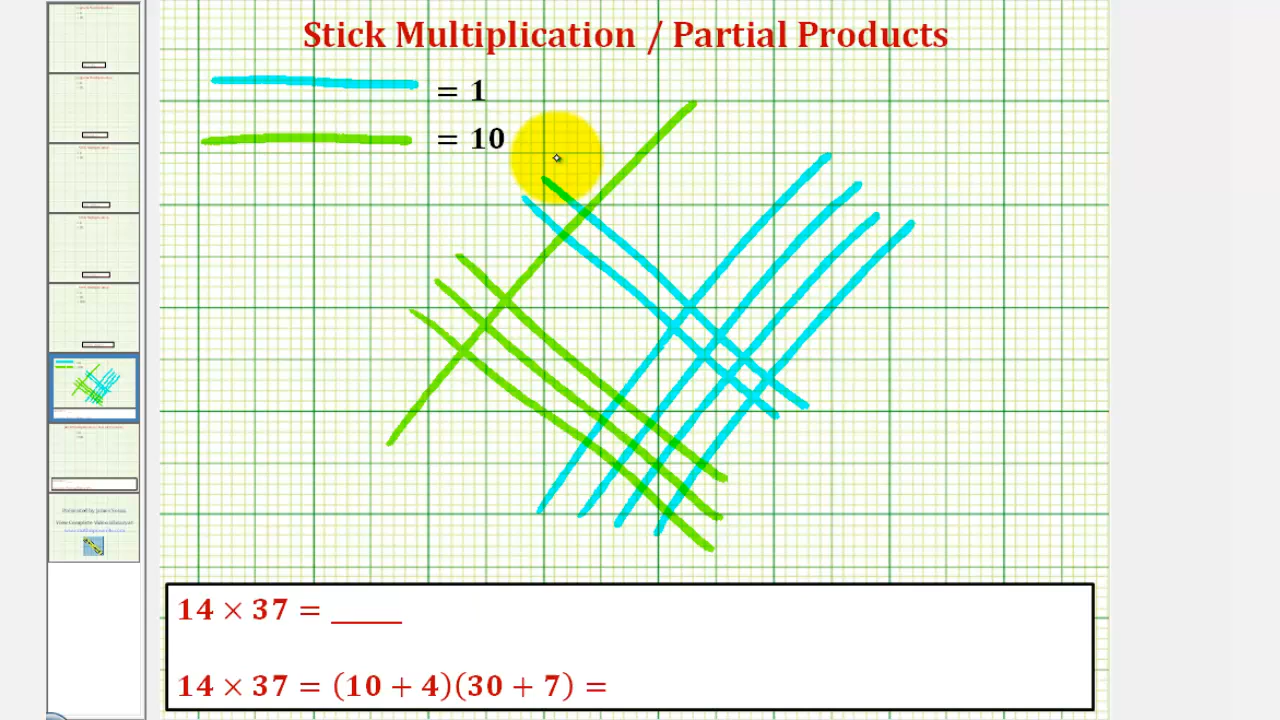 Stick Multiplication / Partial Products
= 1
= 10
14 × 37 = ____
14 × 37 = (10 + 4)(30 + 7) =